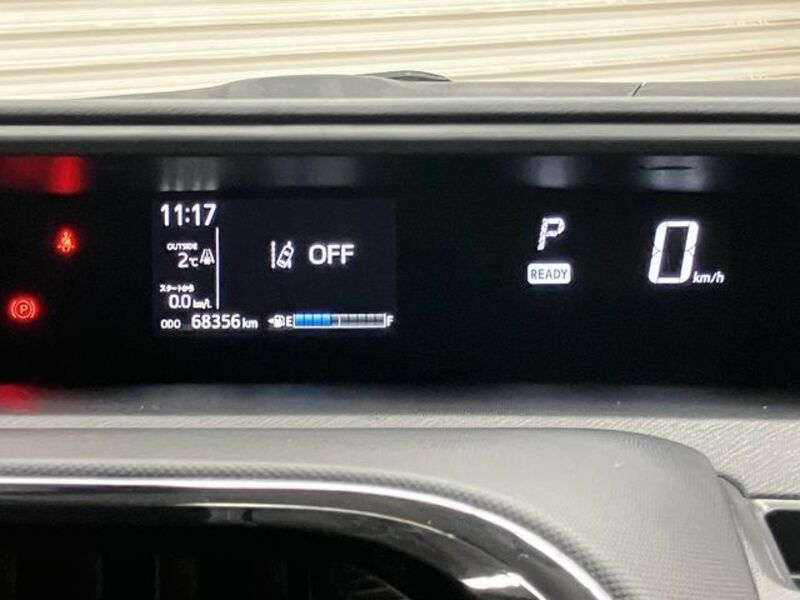 11:17
OUTSIDE
2℃
OFF
スタートから
0.0 km/L
ODO 68356 km
E F
P
READY
0 km/h
(P)